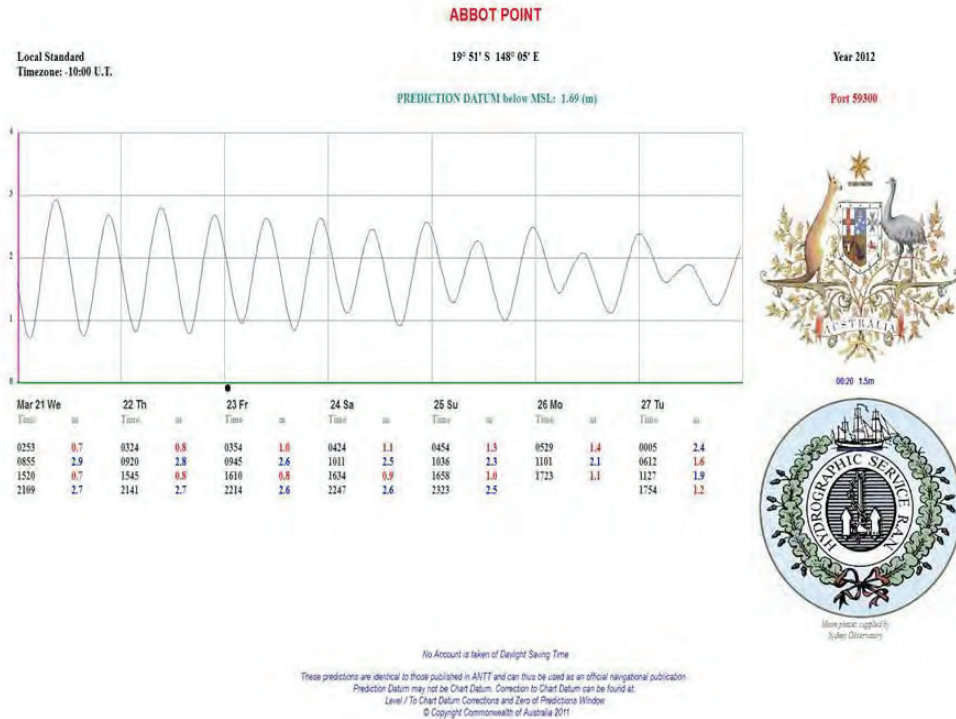 ABBOT POINT
Local Standard
Timezone: -10:00 U.T.
19° 51' S 148° 05' E
Year 2012
PREDICTION DATUM below MSL: 1.69 (m)
Port 59300
4
3
2
1
0
AUSTRALIA
06:20 1.5m
Mar 21 We 22 Th 23 Fr 24 Sa 25 Su 26 Mo 27 Tu
Time m Time m Time m Time m Time m Time m Time m
0253 0.7 0324 0.8 0354 1.0 0424 1.1 0454 1.3 0529 1.4 0005 2.4
0855 2.9 0920 2.8 0945 2.6 1011 2.5 1036 2.3 1101 2.1 0612 1.6
1520 0.7 1545 0.8 1610 0.8 1634 0.9 1658 1.0 1723 1.1 1127 1.9
2109 2.7 2141 2.7 2214 2.6 2247 2.6 2323 2.5 1754 1.2
HYDROGRAPHIC SERVICE R.A.N.
Moon phases supplied by
Sydney Observatory
No Account is taken of Daylight Saving Time
These predictions are identical to those published in ANTT and can thus be used as an official navigational publication
Prediction Datum may not be Chart Datum. Correction to Chart Datum can be found at:
Level / To Chart Datum Corrections and Zero of Predictions Window
© Copyright Commonwealth of Australia 2011